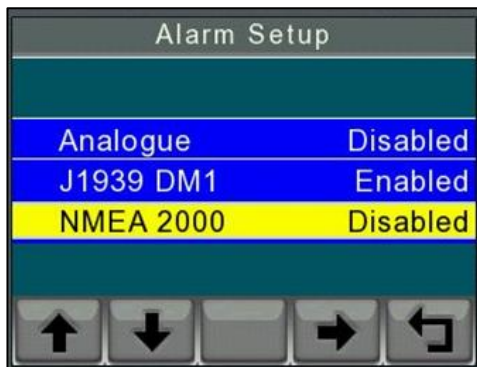 Alarm Setup
Analogue Disabled
J1939 DM1 Enabled
NMEA 2000 Disabled